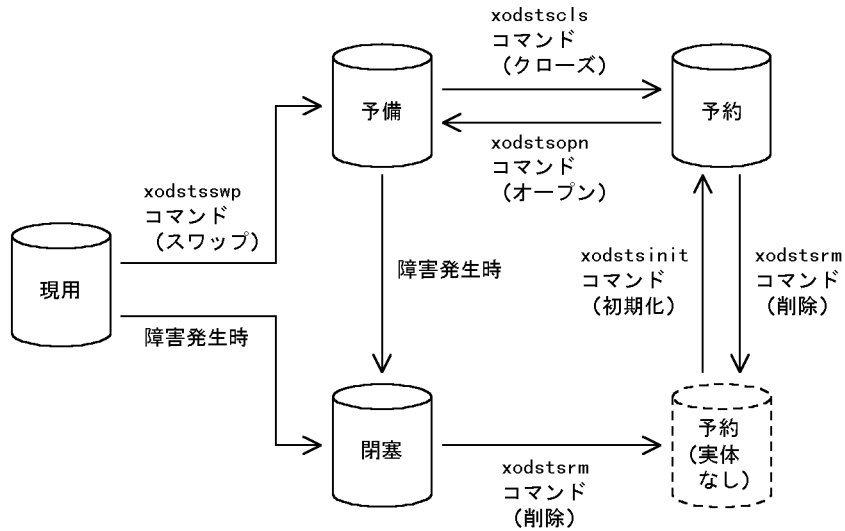 xodstscls
コマンド
（クローズ）
予備
予約
xodstsopn
コマンド
（オープン）
xodstsswp
コマンド
（スワップ）
現用
障害発生時
障害発生時
xodstsinit
コマンド
（初期化）
xodstsrm
コマンド
（削除）
閉塞
予約
（実体
なし）
xodstsrm
コマンド
（削除）